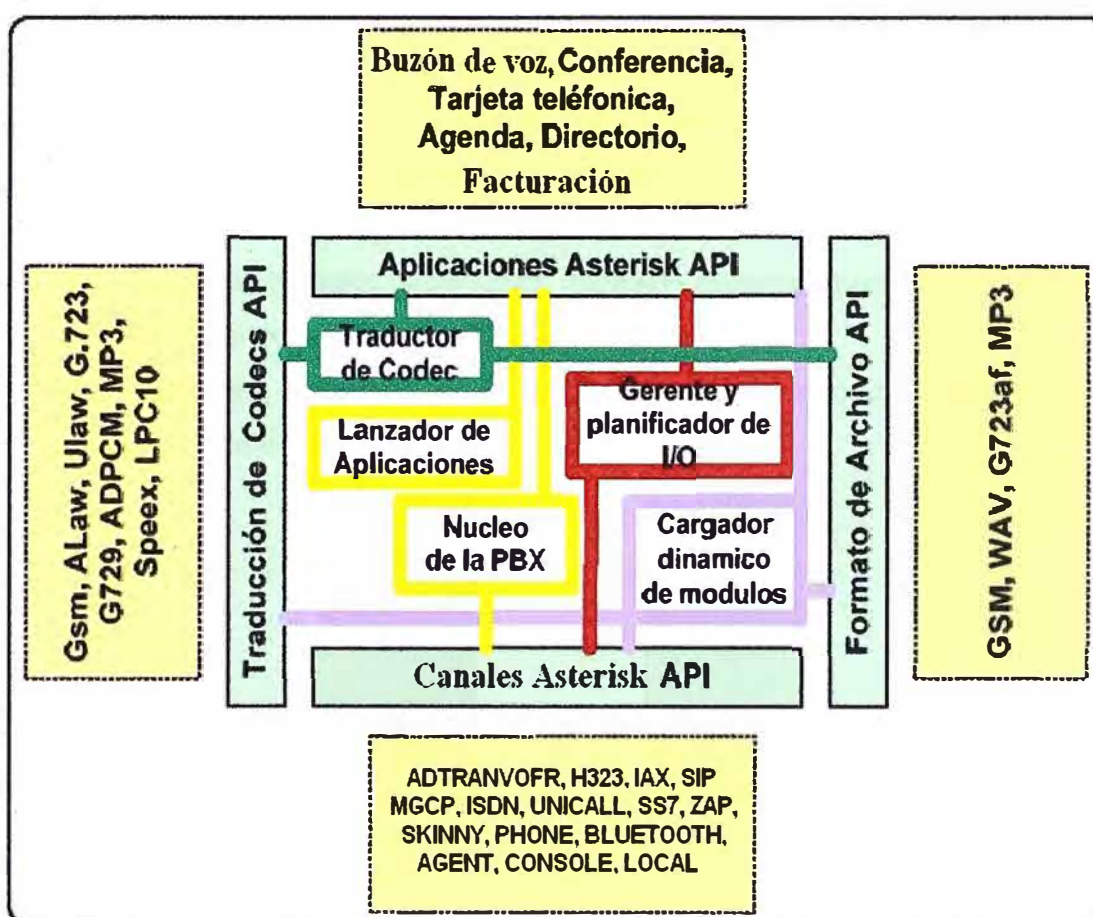 Buzón de voz, Conferencia,
Tarjeta teléfonica,
Agenda, Directorio,
Facturación
Aplicaciones Asterisk API
Gsm, ALaw, Ulaw, G.723,
G729, ADPCM, MP3,
Speex, LPC10
Traducción de Codecs API
Traductor
de Codec
Gerente y
planificador de
I/O
Lanzador de
Aplicaciones
Nucleo
de la PBX
Cargador
dinamico
de modulos
Formato de Archivo API
GSM, WAV, G723af, MP3
Canales Asterisk API
ADTRANVOFR, H323, IAX, SIP
MGCP, ISDN, UNICALL, SS7, ZAP,
SKINNY, PHONE, BLUETOOTH,
AGENT, CONSOLE, LOCAL